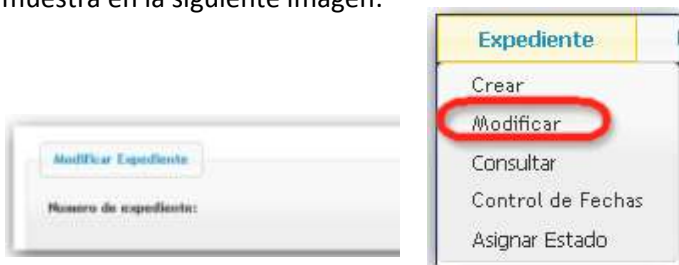 muestra en la siguiente imagen:
Expediente
Crear
Modificar
Consultar
Control de Fechas
Asignar Estado
Modificar Expediente
Numero de expediente: